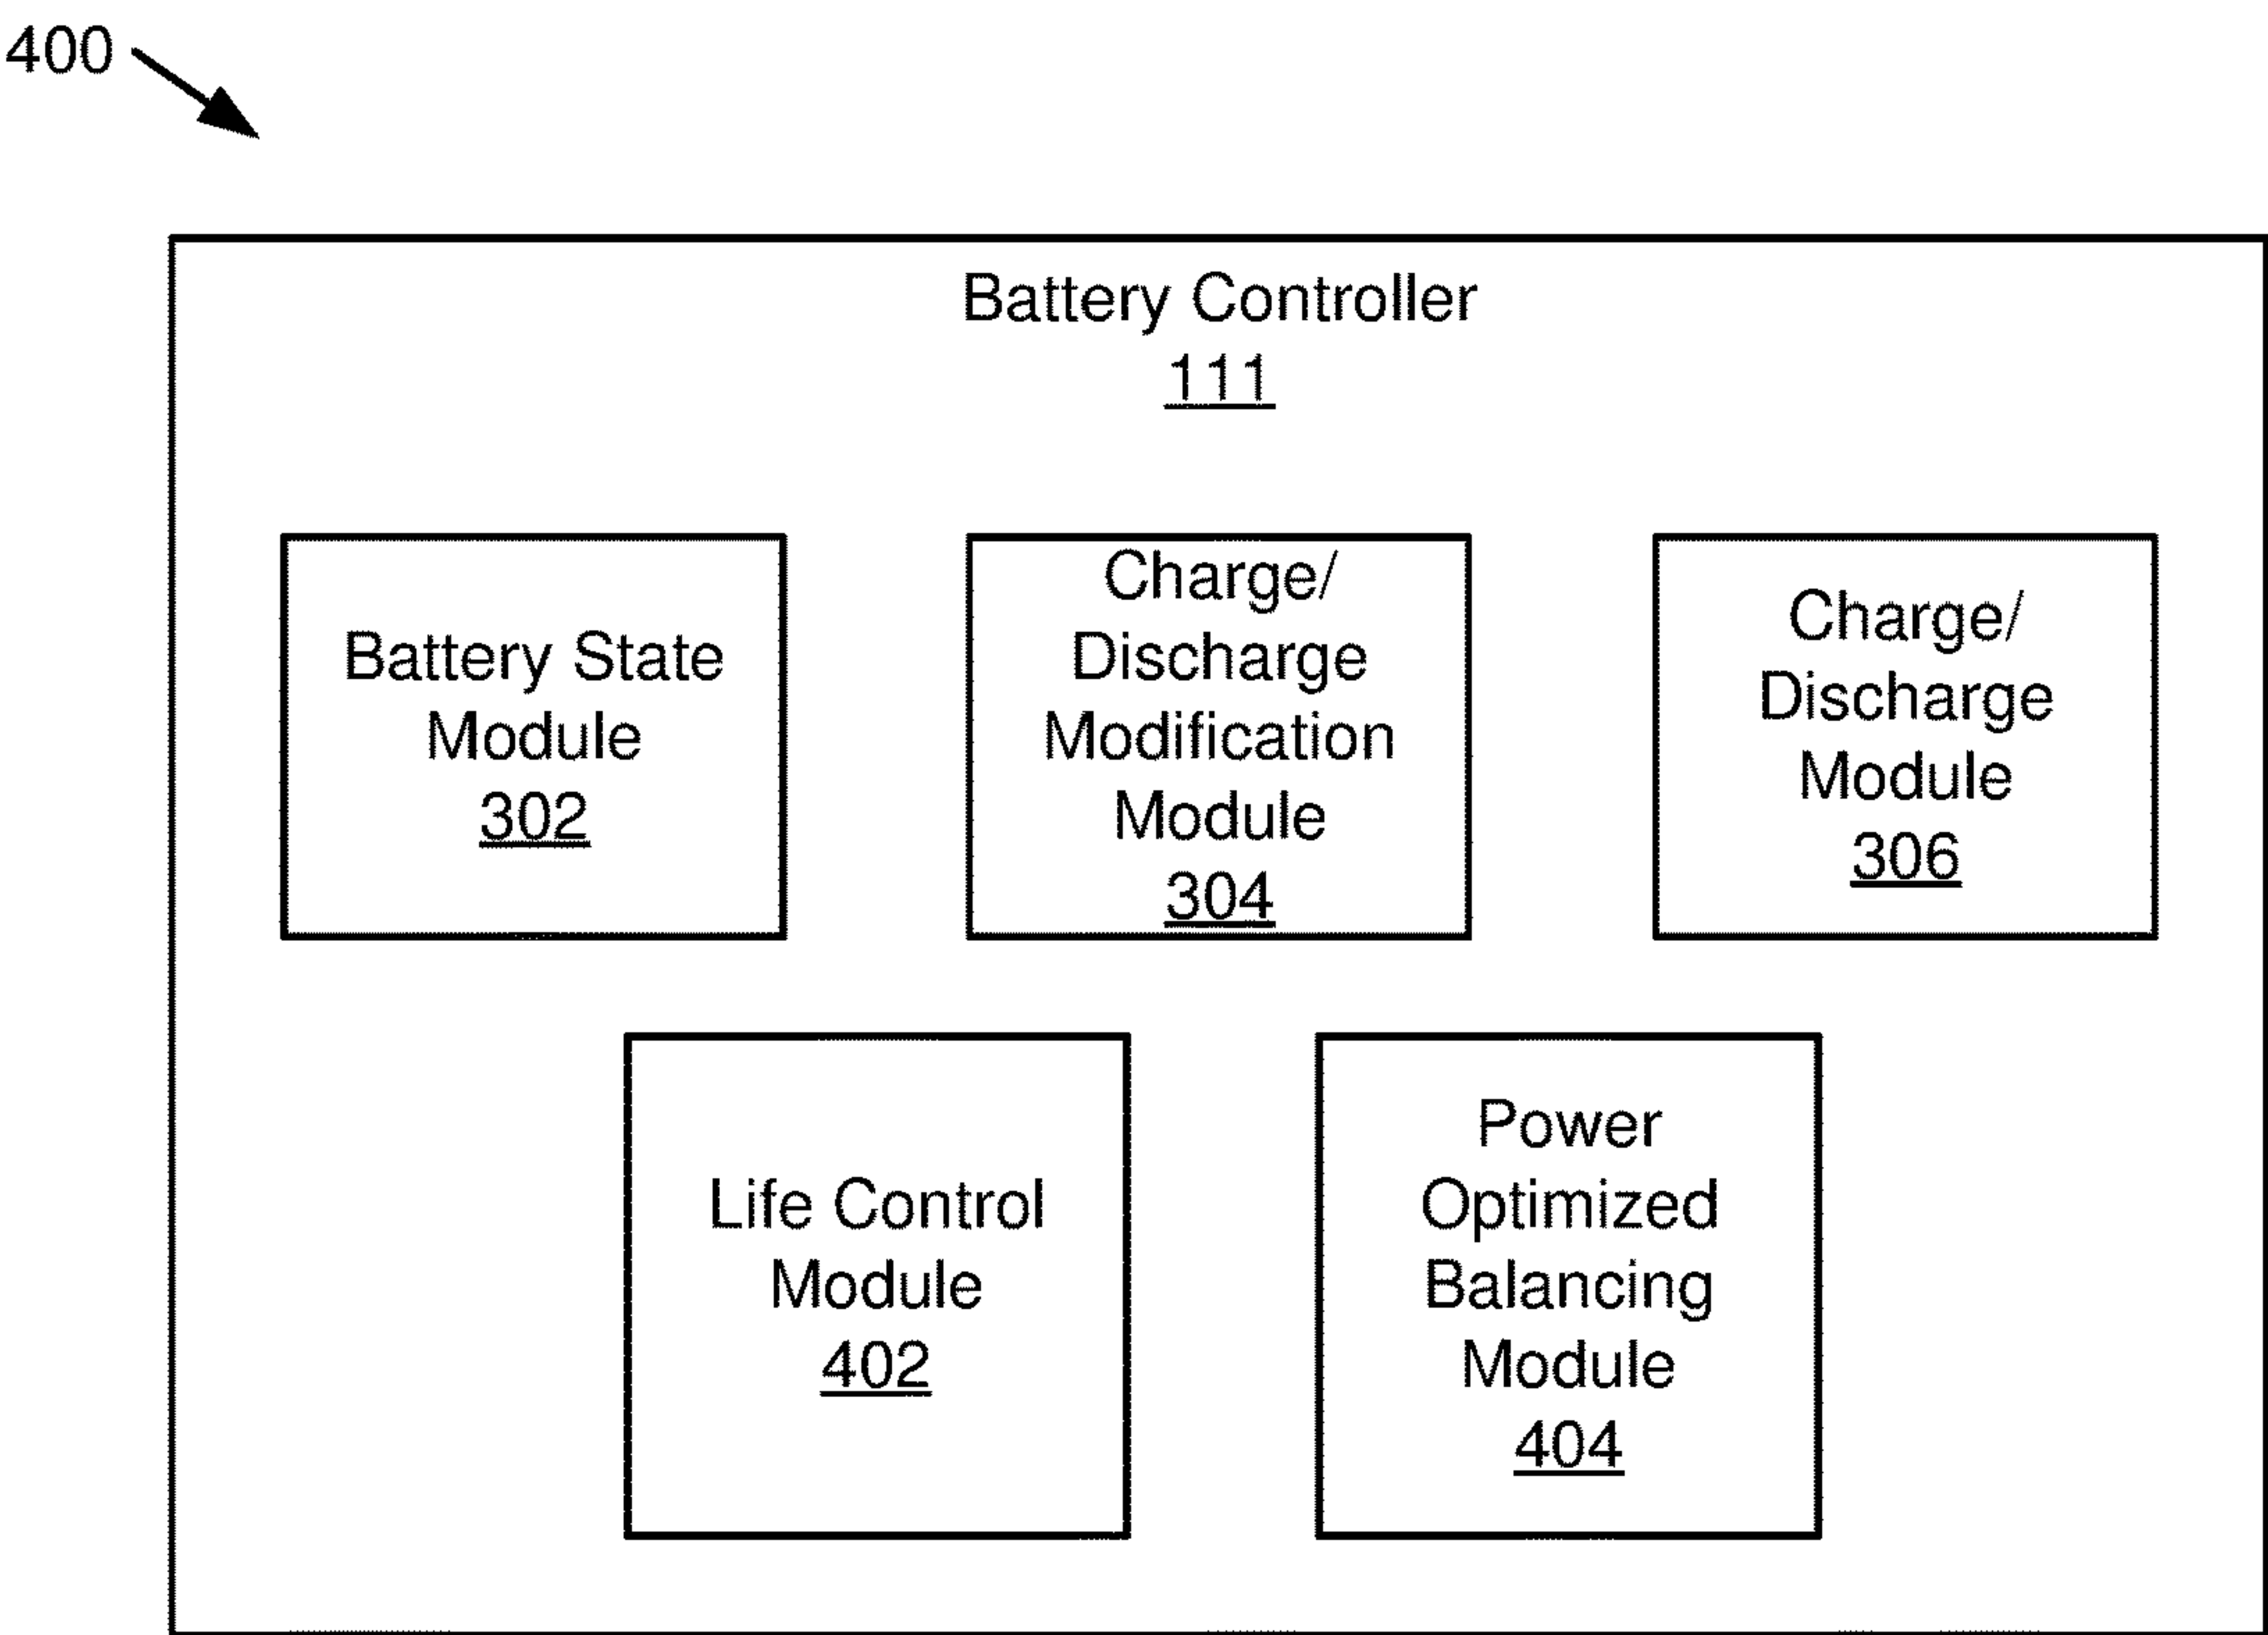 400
Battery Controller
111
Battery State
Module
302
Charge/
Discharge
Modification
Module
304
Charge/
Discharge
Module
306
Life Control
Module
402
Power
Optimized
Balancing
Module
404